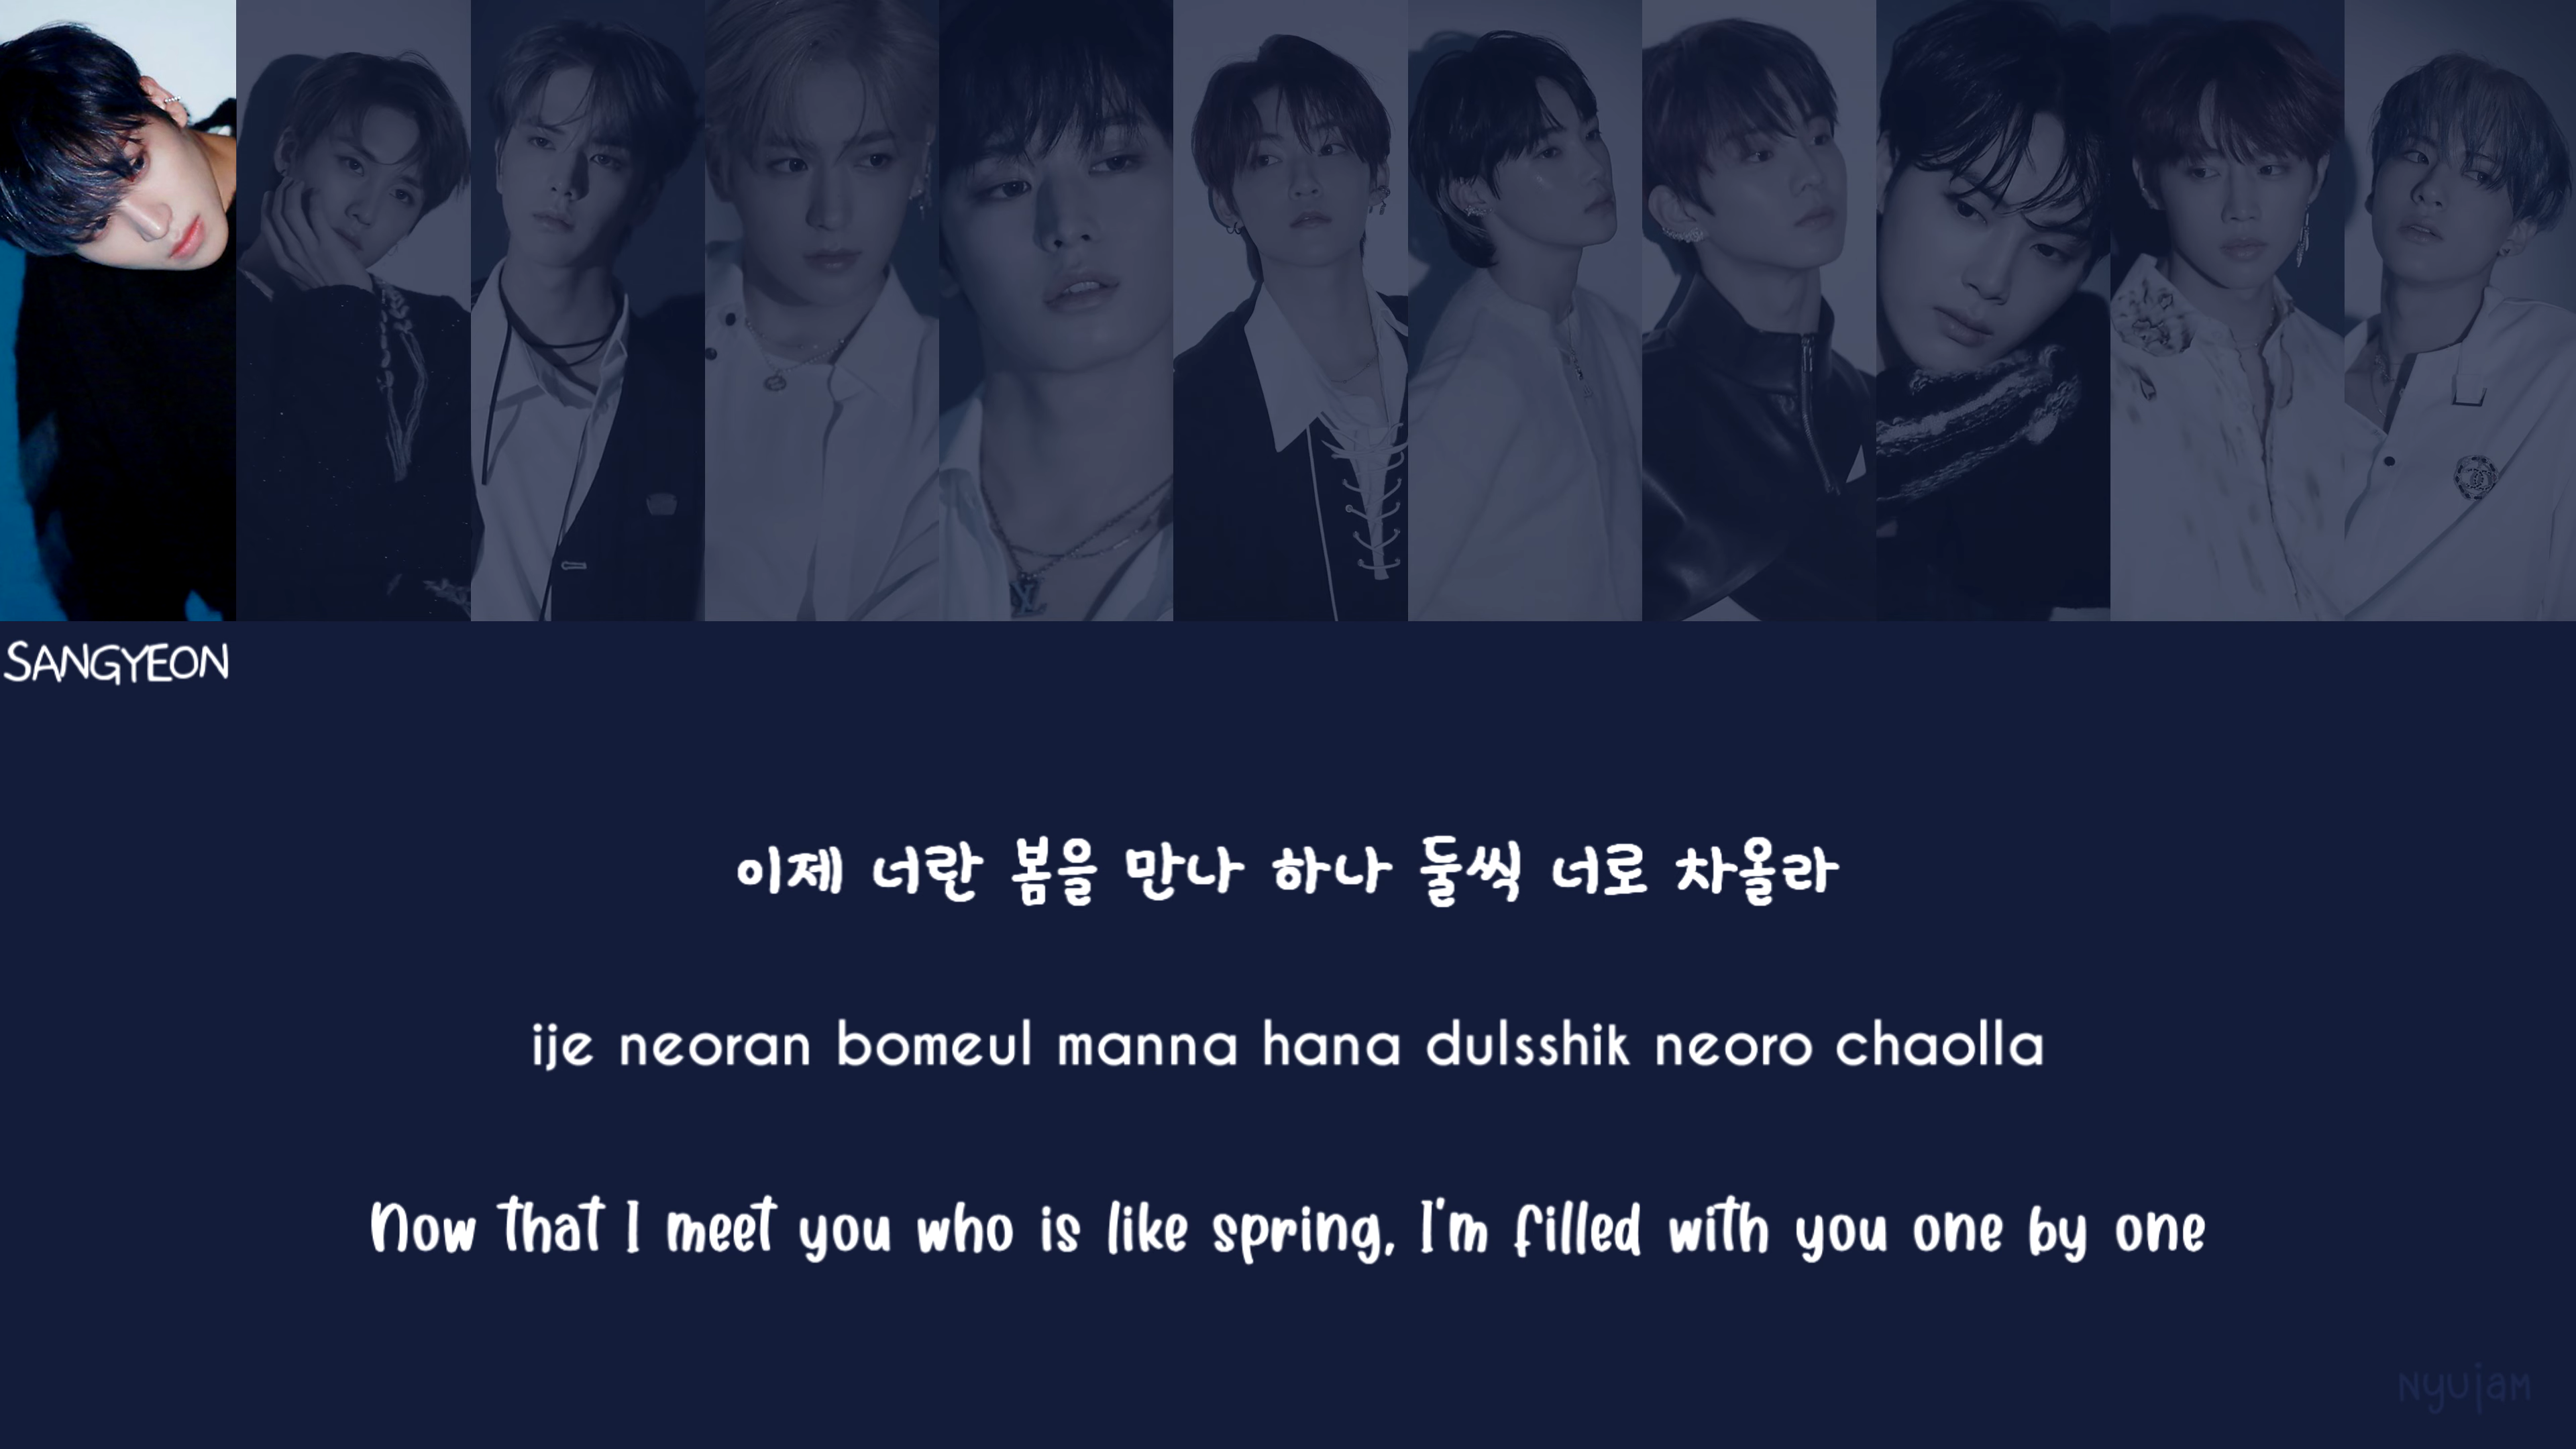 SANGYEON
이제 너란 봄을 만나 하나 둘씩 너로 차올라
ije neoran bomeul manna hana dulsshik neoro chaolla
Now that I meet you who is like spring, I'm filled with you one by one
NyUjaM